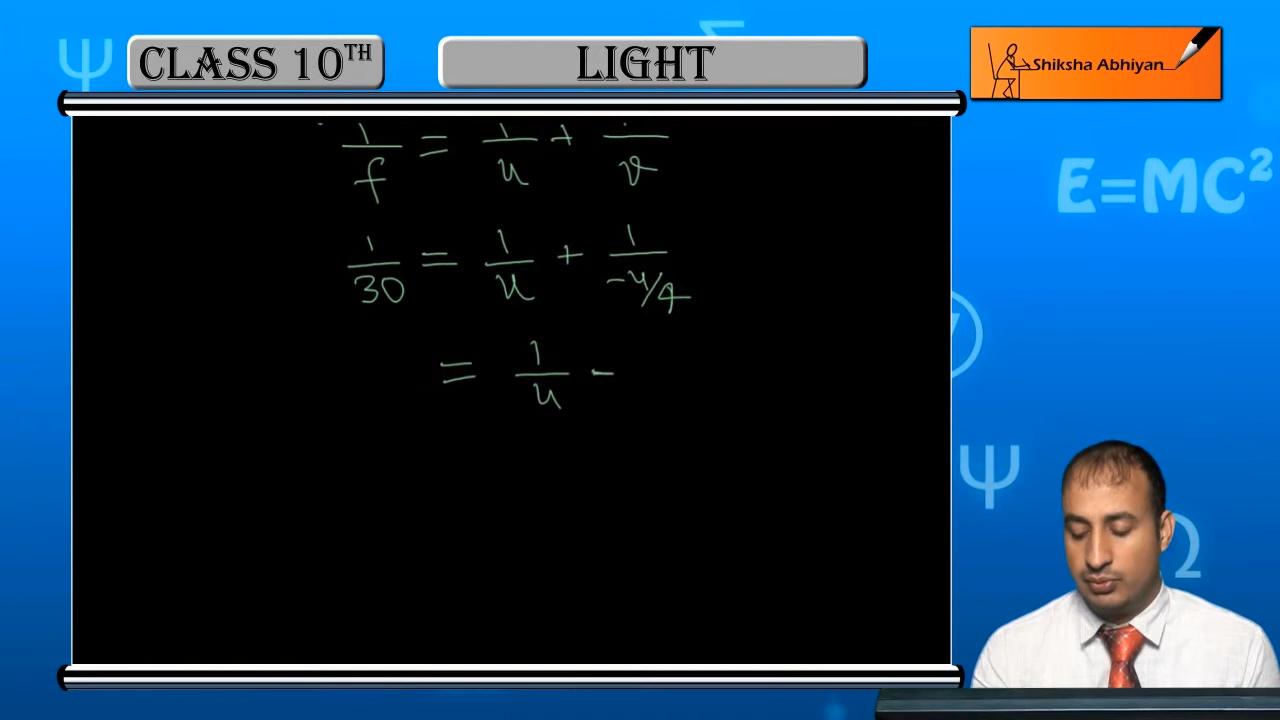 CLASS 10TH
LIGHT
Shiksha Abhiyan
Ψ
Σ
E=MC²
1/f = 1/u + 1/v
1/30 = 1/u + 1/-u/4
= 1/u -
Ψ
Ω